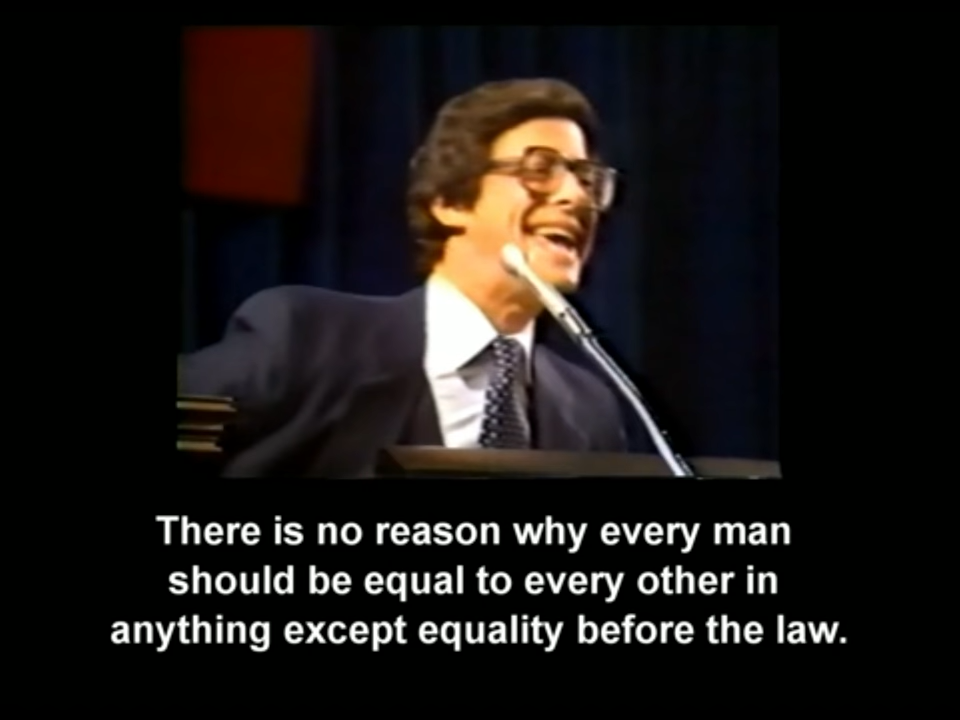 There is no reason why every man
should be equal to every other in
anything except equality before the law.